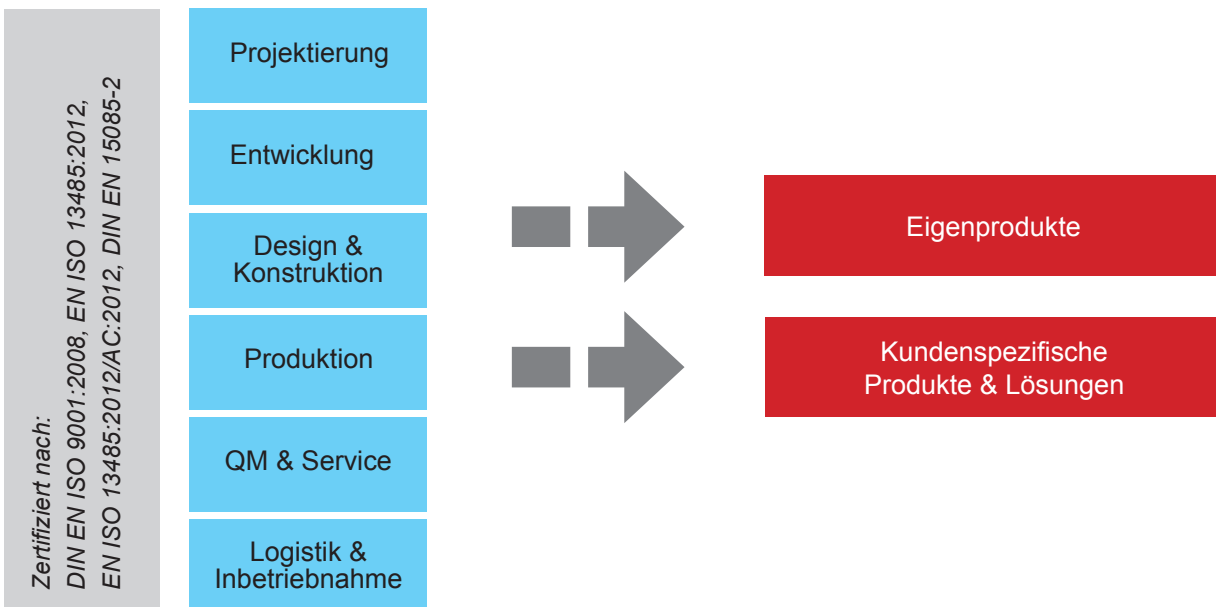 Zertifiziert nach:
DIN EN ISO 9001:2008, EN ISO 13485:2012,
EN ISO 13485:2012/AC:2012, DIN EN 15085-2
Projektierung
Entwicklung
Design &
Konstruktion
Produktion
QM & Service
Logistik &
Inbetriebnahme
Eigenprodukte
Kundenspezifische
Produkte & Lösungen